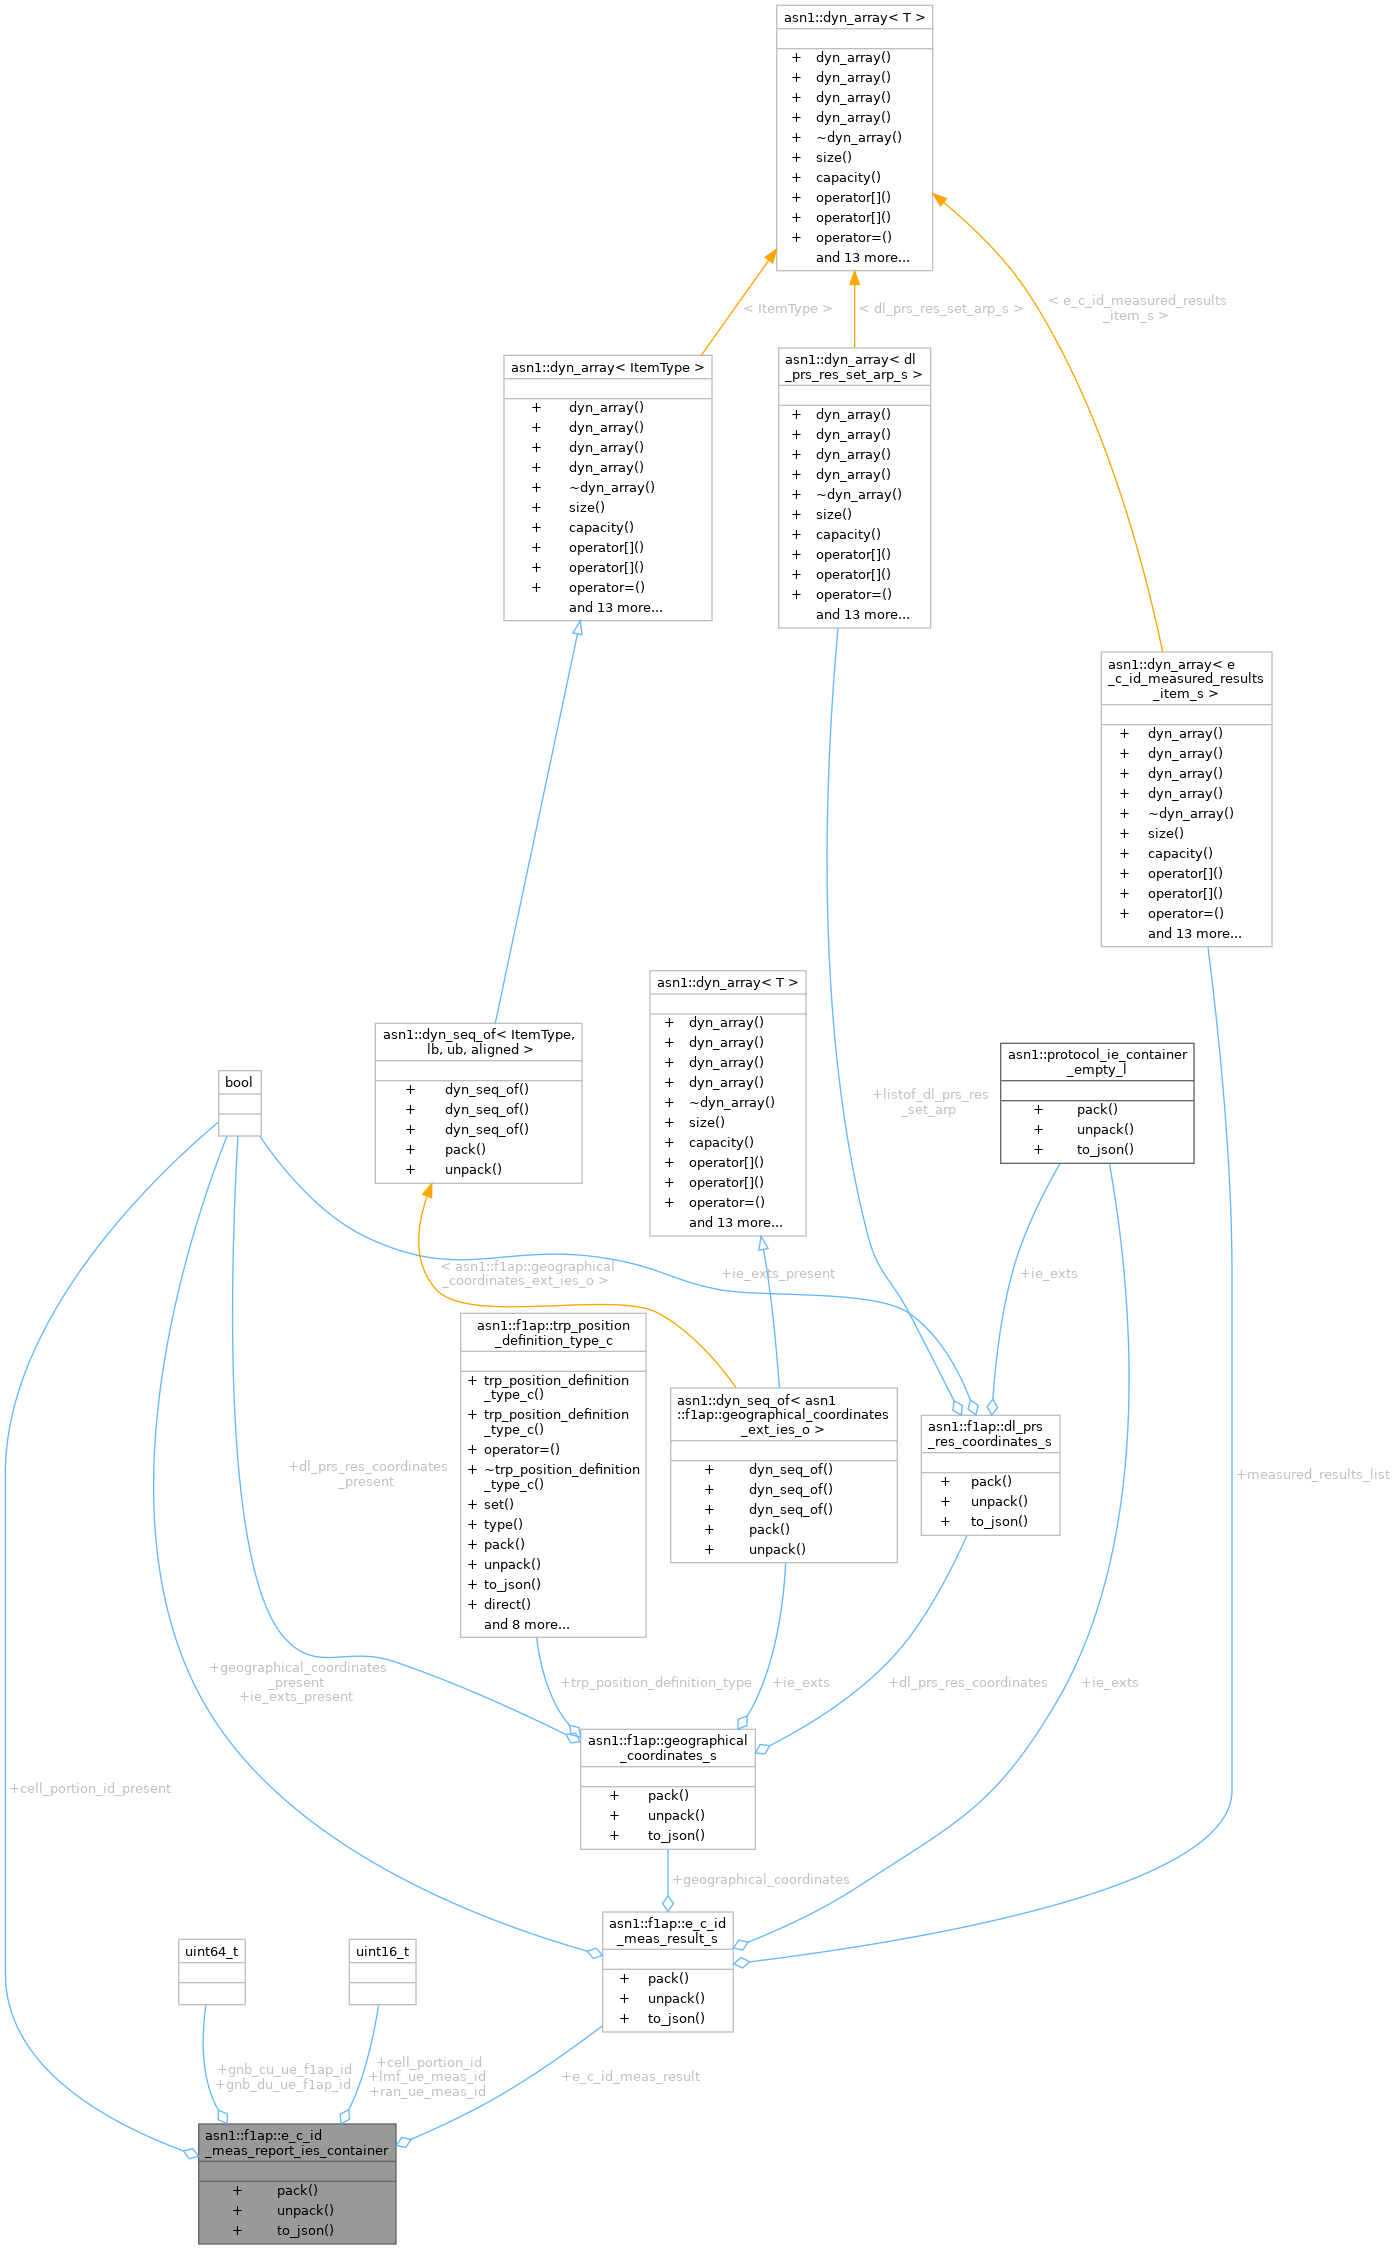 asn1::dyn_array< T >
+ dyn_array()
+ dyn_array()
+ dyn_array()
+ dyn_array()
+ ~dyn_array()
+ size()
+ capacity()
+ operator[]()
+ operator[]()
+ operator=()
and 13 more...
< ItemType >
< dl_prs_res_set_arp_s >
< e_c_id_measured_results
_item_s >
asn1::dyn_array< ItemType >
+ dyn_array()
+ dyn_array()
+ dyn_array()
+ dyn_array()
+ ~dyn_array()
+ size()
+ capacity()
+ operator[]()
+ operator[]()
+ operator=()
and 13 more...
asn1::dyn_array< dl
_prs_res_set_arp_s >
+ dyn_array()
+ dyn_array()
+ dyn_array()
+ dyn_array()
+ ~dyn_array()
+ size()
+ capacity()
+ operator[]()
+ operator[]()
+ operator=()
and 13 more...
asn1::dyn_array< e
_c_id_measured_results
_item_s >
+ dyn_array()
+ dyn_array()
+ dyn_array()
+ dyn_array()
+ ~dyn_array()
+ size()
+ capacity()
+ operator[]()
+ operator[]()
+ operator=()
and 13 more...
asn1::dyn_array< T >
+ dyn_array()
+ dyn_array()
+ dyn_array()
+ dyn_array()
+ ~dyn_array()
+ size()
+ capacity()
+ operator[]()
+ operator[]()
+ operator=()
and 13 more...
asn1::dyn_seq_of< ItemType,
lb, ub, aligned >
+ dyn_seq_of()
+ dyn_seq_of()
+ dyn_seq_of()
+ pack()
+ unpack()
bool
+listof_dl_prs_res
_set_arp
asn1::protocol_ie_container
_empty_l
+ pack()
+ unpack()
+ to_json()
< asn1::f1ap::geographical
_coordinates_ext_ies_o >
+ie_exts_present
+ie_exts
asn1::f1ap::trp_position
_definition_type_c
+ trp_position_definition
_type_c()
+ trp_position_definition
_type_c()
+ operator=()
+ ~trp_position_definition
_type_c()
+ set()
+ type()
+ pack()
+ unpack()
+ to_json()
+ direct()
and 8 more...
asn1::dyn_seq_of< asn1
::f1ap::geographical_coordinates
_ext_ies_o >
+ dyn_seq_of()
+ dyn_seq_of()
+ dyn_seq_of()
+ pack()
+ unpack()
asn1::f1ap::dl_prs
_res_coordinates_s
+ pack()
+ unpack()
+ to_json()
+dl_prs_res_coordinates
_present
+measured_results_list
+geographical_coordinates
_present
+ie_exts_present
+trp_position_definition_type
+ie_exts
+dl_prs_res_coordinates
+ie_exts
asn1::f1ap::geographical
_coordinates_s
+ pack()
+ unpack()
+ to_json()
+cell_portion_id_present
+geographical_coordinates
asn1::f1ap::e_c_id
_meas_result_s
+ pack()
+ unpack()
+ to_json()
uint64_t
uint16_t
+gnb_cu_ue_f1ap_id
+gnb_du_ue_f1ap_id
+cell_portion_id
+lmf_ue_meas_id
+ran_ue_meas_id
+e_c_id_meas_result
asn1::f1ap::e_c_id
_meas_report_ies_container
+ pack()
+ unpack()
+ to_json()